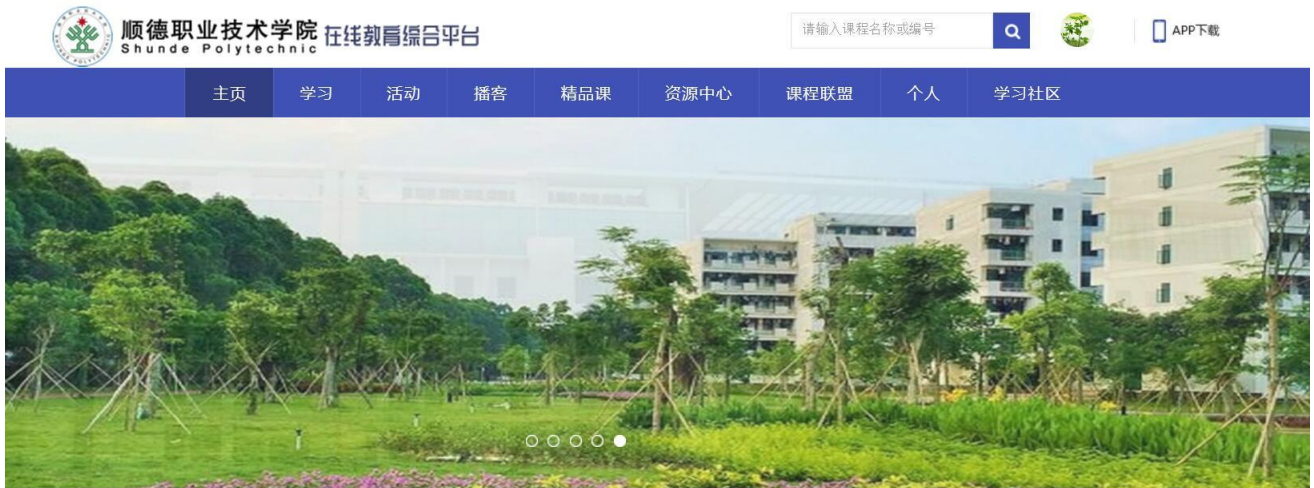 顺德职业技术学院 在线教育综合平台
Shunde Polytechnic
请输入课程名称或编号
APP下载
主页 学习 活动 播客 精品课 资源中心 课程联盟 个人 学习社区